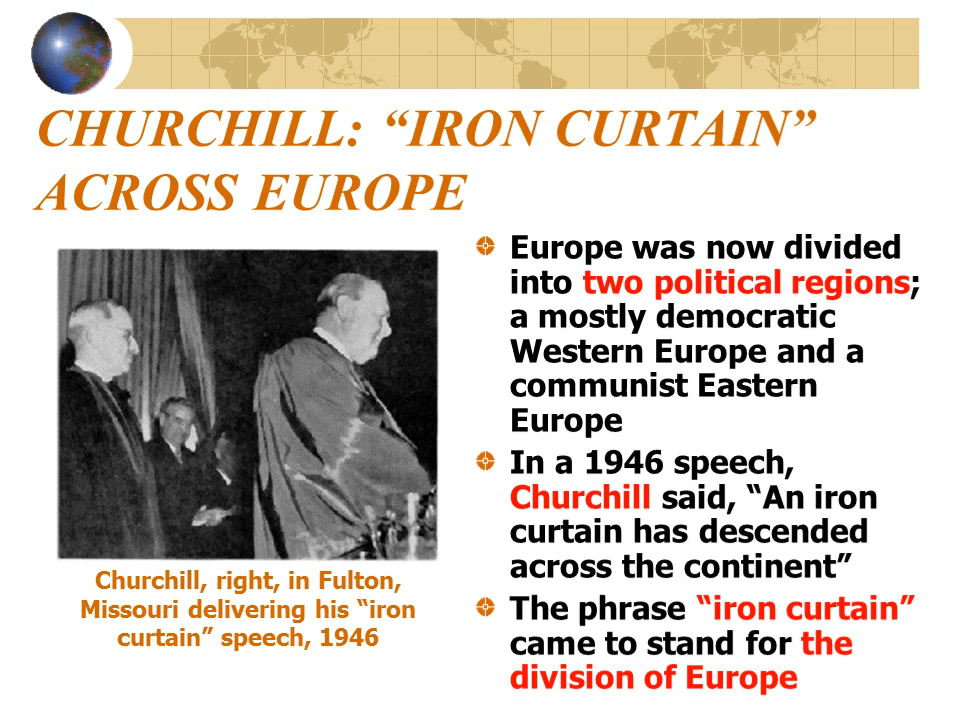 CHURCHILL: “IRON CURTAIN”
ACROSS EUROPE
Europe was now divided
into two political regions;
a mostly democratic
Western Europe and a
communist Eastern
Europe
In a 1946 speech,
Churchill said, “An iron
curtain has descended
across the continent”
The phrase “iron curtain”
came to stand for the
division of Europe
Churchill, right, in Fulton,
Missouri delivering his “iron
curtain” speech, 1946